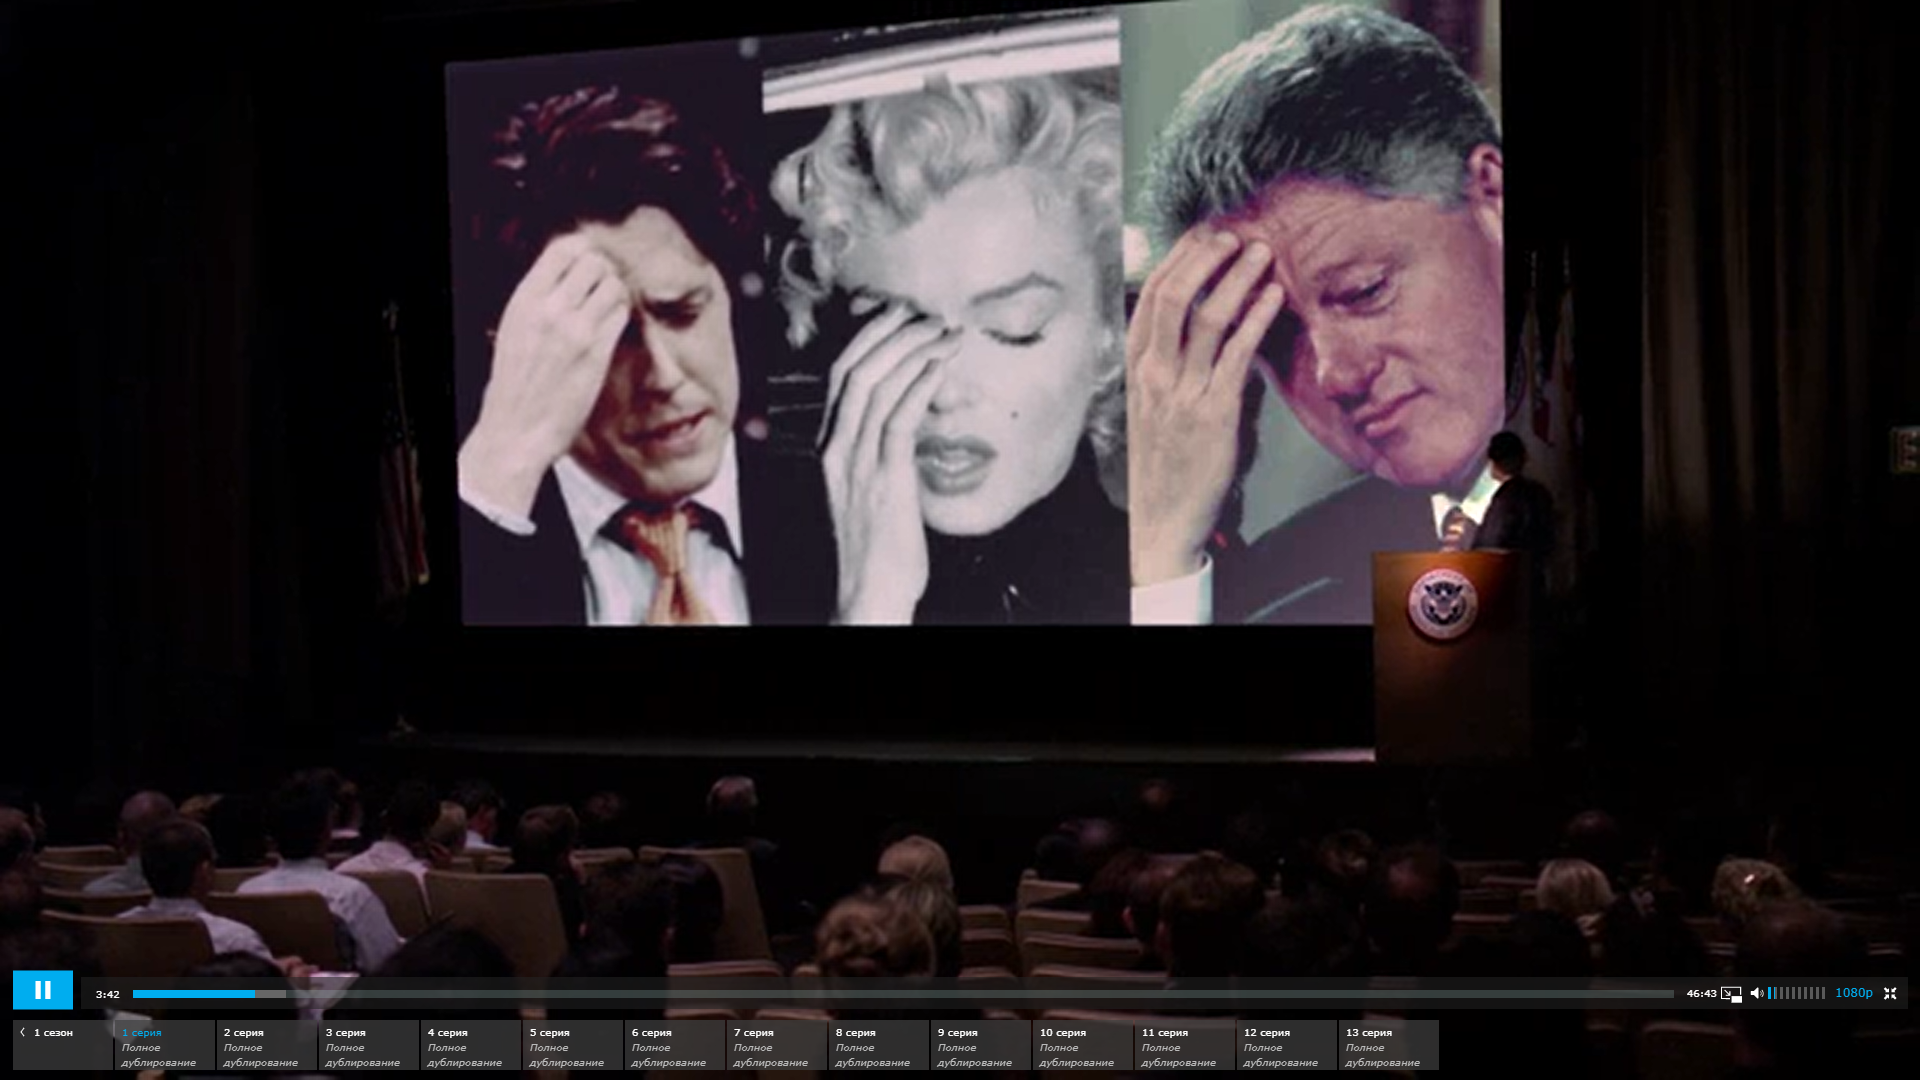 3:42
46:43
1080p
1 сезон
1 серия
Полное
дублирование
2 серия
Полное
дублирование
3 серия
Полное
дублирование
4 серия
Полное
дублирование
5 серия
Полное
дублирование
6 серия
Полное
дублирование
7 серия
Полное
дублирование
8 серия
Полное
дублирование
9 серия
Полное
дублирование
10 серия
Полное
дублирование
11 серия
Полное
дублирование
12 серия
Полное
дублирование
13 серия
Полное
дублирование